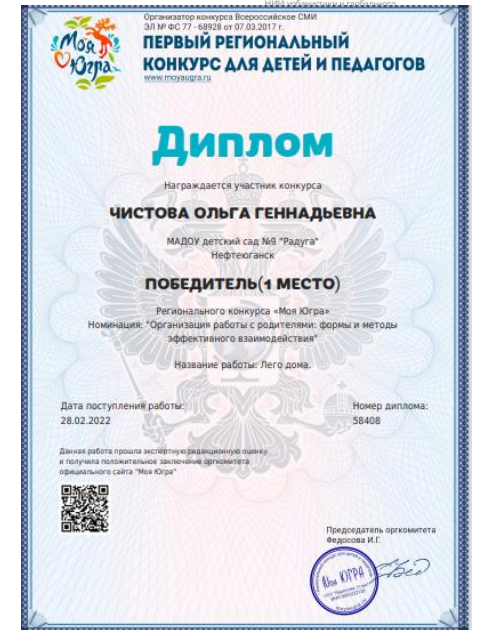 НИИ урбанистики и глобального
Организатор конкурса Всероссийское СМИ
ЭЛ № ФС 77 - 68928 от 07.03.2017 г.
Моя Югра
ПЕРВЫЙ РЕГИОНАЛЬНЫЙ
КОНКУРС ДЛЯ ДЕТЕЙ И ПЕДАГОГОВ
www.moyaugra.ru
Диплом
Награждается участник конкурса
ЧИСТОВА ОЛЬГА ГЕННАДЬЕВНА
МАДОУ детский сад №9 "Радуга"
Нефтеюганск
ПОБЕДИТЕЛЬ(1 МЕСТО)
Регионального конкурса «Моя Югра»
Номинация: "Организация работы с родителями: формы и методы
эффективного взаимодействия"
Название работы: Лего дома.
Дата поступления работы:
28.02.2022
Номер диплома:
58408
Данная работа прошла экспертную редакционную оценку
и получила положительное заключение оргкомитета
официального сайта "Моя Югра"
Председатель оргкомитета
Федосова И.Г.
Моя ЮГРА